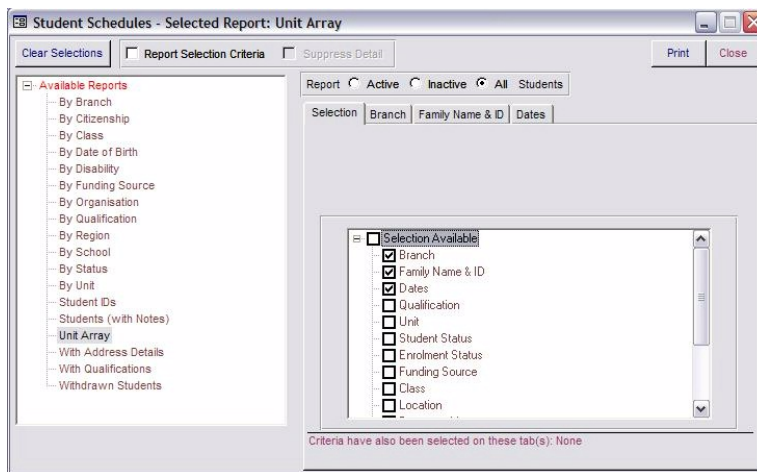 Student Schedules - Selected Report: Unit Array
Clear Selections
Report Selection Criteria
Suppress Detail
Print
Close
Available Reports
By Branch
By Citizenship
By Class
By Date of Birth
By Disability
By Funding Source
By Organisation
By Qualification
By Region
By School
By Status
By Unit
Student IDs
Students (with Notes)
Unit Array
With Address Details
With Qualifications
Withdrawn Students
Report Active Inactive All Students
Selection Branch Family Name & ID Dates
Selection Available
Branch
Family Name & ID
Dates
Qualification
Unit
Student Status
Enrolment Status
Funding Source
Class
Location
Criteria have also been selected on these tab(s): None